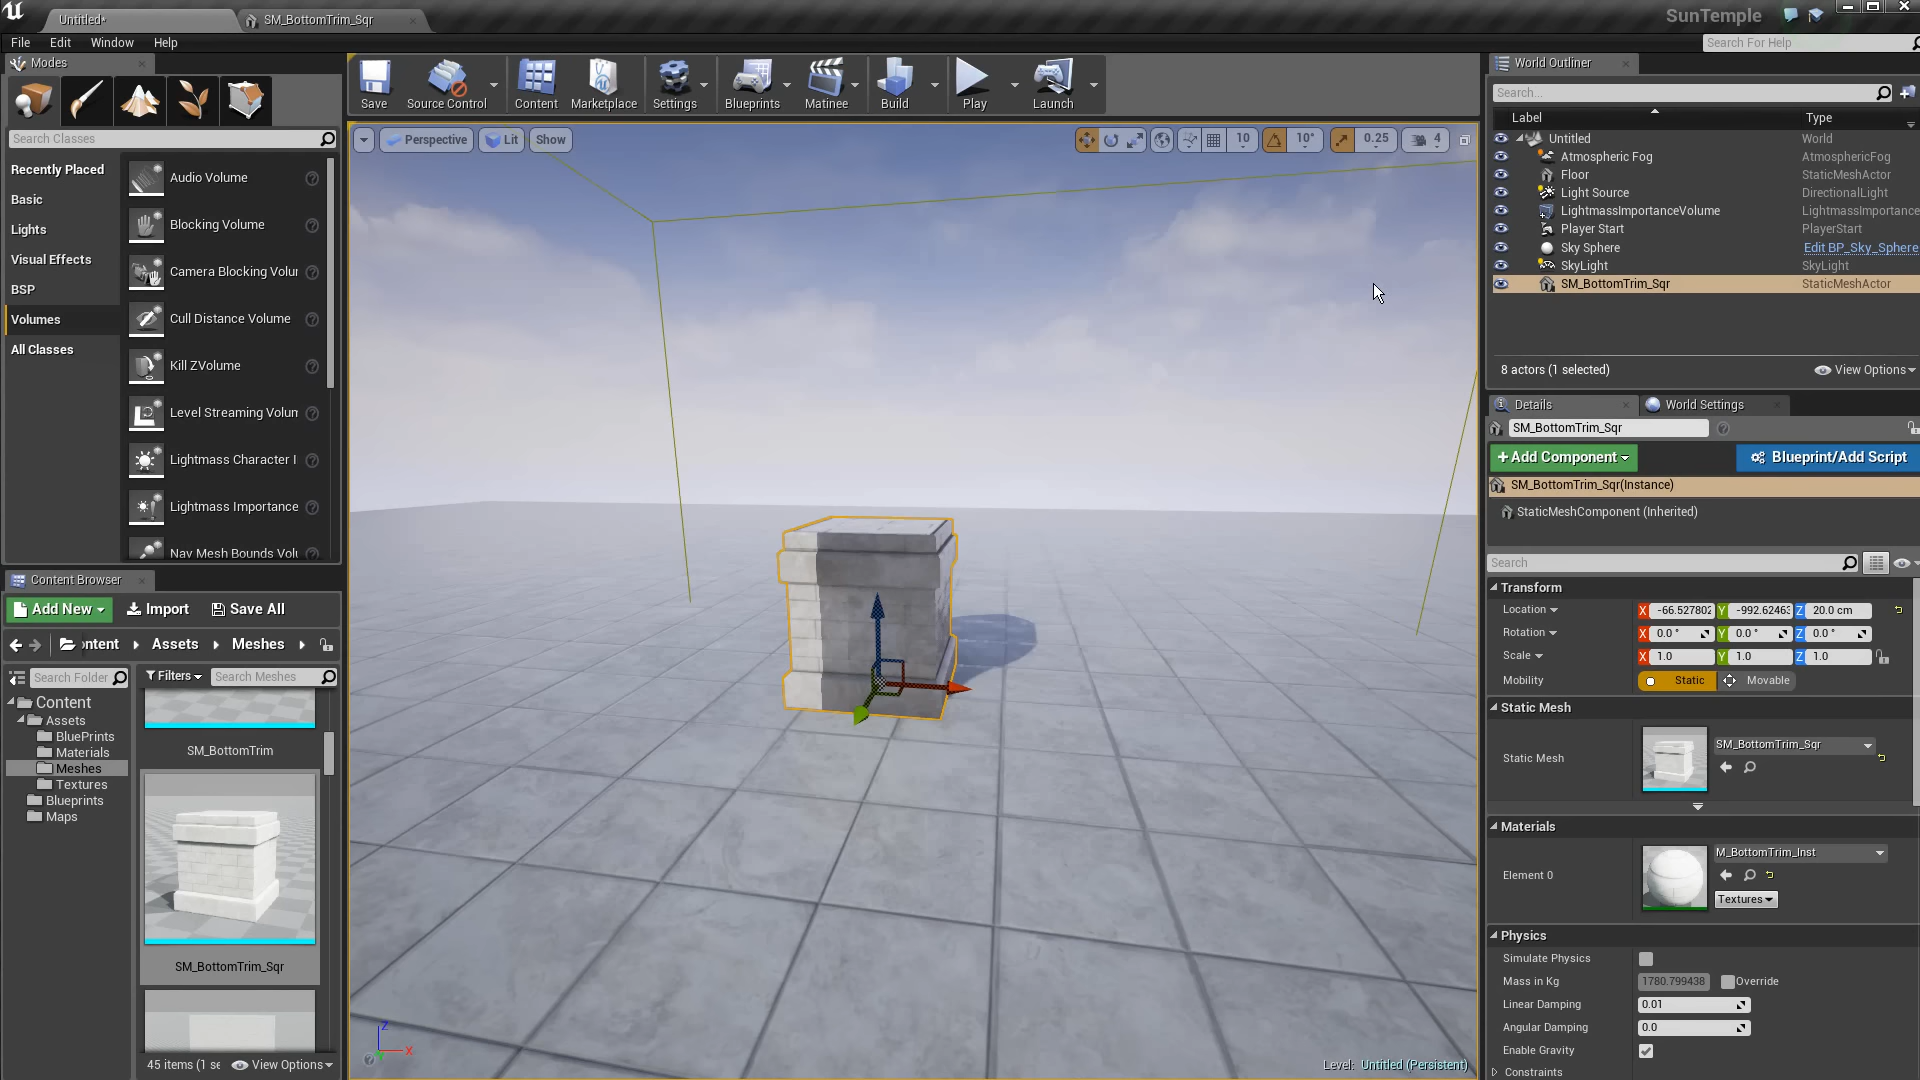 Untitled*
SM_BottomTrim_Sqr
SunTemple
File Edit Window Help
Search For Help
Modes
Search Classes
Recently Placed
Basic
Lights
Visual Effects
BSP
Volumes
All Classes
Audio Volume
Blocking Volume
Camera Blocking Volu
Cull Distance Volume
Kill ZVolume
Level Streaming Volun
Lightmass Character I
Lightmass Importance
Nav Mesh Bounds Volu
Save
Source Control
Content
Marketplace
Settings
Blueprints
Matinee
Build
Play
Launch
Perspective
Lit
Show
10
10°
0.25
4
Z
X
Level: Untitled (Persistent)
Content Browser
Add New
Import
Save All
ontent
Assets
Meshes
Search Folder
Filters
Search Meshes
Content
Assets
BluePrints
Materials
Meshes
Textures
Blueprints
Maps
SM_BottomTrim
SM_BottomTrim_Sqr
45 items (1 se
View Options
World Outliner
Search...
Label Type
Untitled World
Atmospheric Fog AtmosphericFog
Floor StaticMeshActor
Light Source DirectionalLight
LightmassImportanceVolume LightmassImportance
Player Start PlayerStart
Sky Sphere Edit BP_Sky_Sphere
SkyLight SkyLight
SM_BottomTrim_Sqr StaticMeshActor
8 actors (1 selected)
View Options
Details
World Settings
SM_BottomTrim_Sqr
+Add Component
Blueprint/Add Script
SM_BottomTrim_Sqr(Instance)
StaticMeshComponent (Inherited)
Search
Transform
Location X -66.527802 Y -992.62463 Z 20.0 cm
Rotation X 0.0 ° Y 0.0 ° Z 0.0 °
Scale X 1.0 Y 1.0 Z 1.0
Mobility Static Movable
Static Mesh
Static Mesh
SM_BottomTrim_Sqr
Materials
Element 0
M_BottomTrim_Inst
Textures
Physics
Simulate Physics
Mass in Kg 1780.799438 Override
Linear Damping 0.01
Angular Damping 0.0
Enable Gravity
Constraints